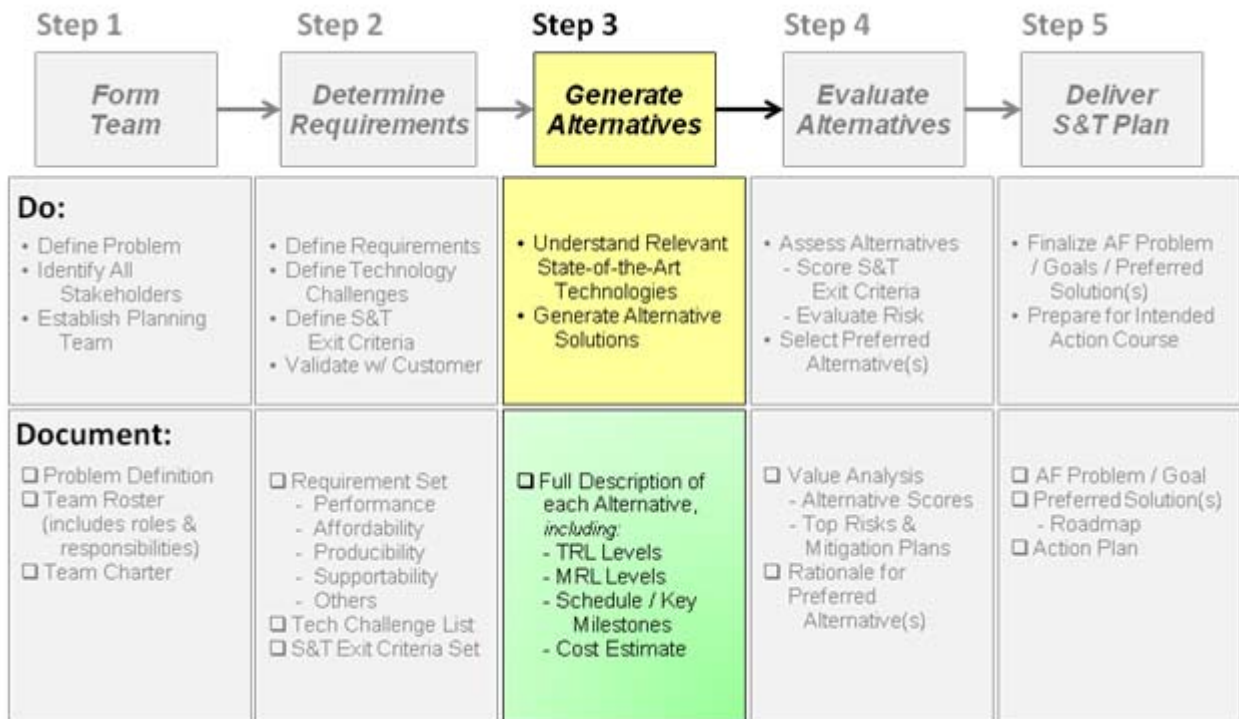 Step 1
Step 2
Step 3
Step 4
Step 5
Form
Team
Determine
Requirements
Generate
Alternatives
Evaluate
Alternatives
Deliver
S&T Plan
Do:
• Define Problem
• Identify All
Stakeholders
• Establish Planning
Team
• Define Requirements
• Define Technology
Challenges
• Define S&T
Exit Criteria
• Validate w/ Customer
• Understand Relevant
State-of-the-Art
Technologies
• Generate Alternative
Solutions
• Assess Alternatives
- Score S&T
Exit Criteria
- Evaluate Risk
• Select Preferred
Alternative(s)
• Finalize AF Problem
/ Goals / Preferred
Solution(s)
• Prepare for Intended
Action Course
Document:
❑ Problem Definition
❑ Team Roster
(includes roles &
responsibilities)
❑ Team Charter
❑ Requirement Set
- Performance
- Affordability
- Producibility
- Supportability
- Others
❑ Tech Challenge List
❑ S&T Exit Criteria Set
❑ Full Description of
each Alternative,
including:
- TRL Levels
- MRL Levels
- Schedule / Key
Milestones
- Cost Estimate
❑ Value Analysis
- Alternative Scores
- Top Risks &
Mitigation Plans
❑ Rationale for
Preferred
Alternative(s)
❑ AF Problem / Goal
❑ Preferred Solution(s)
- Roadmap
❑ Action Plan